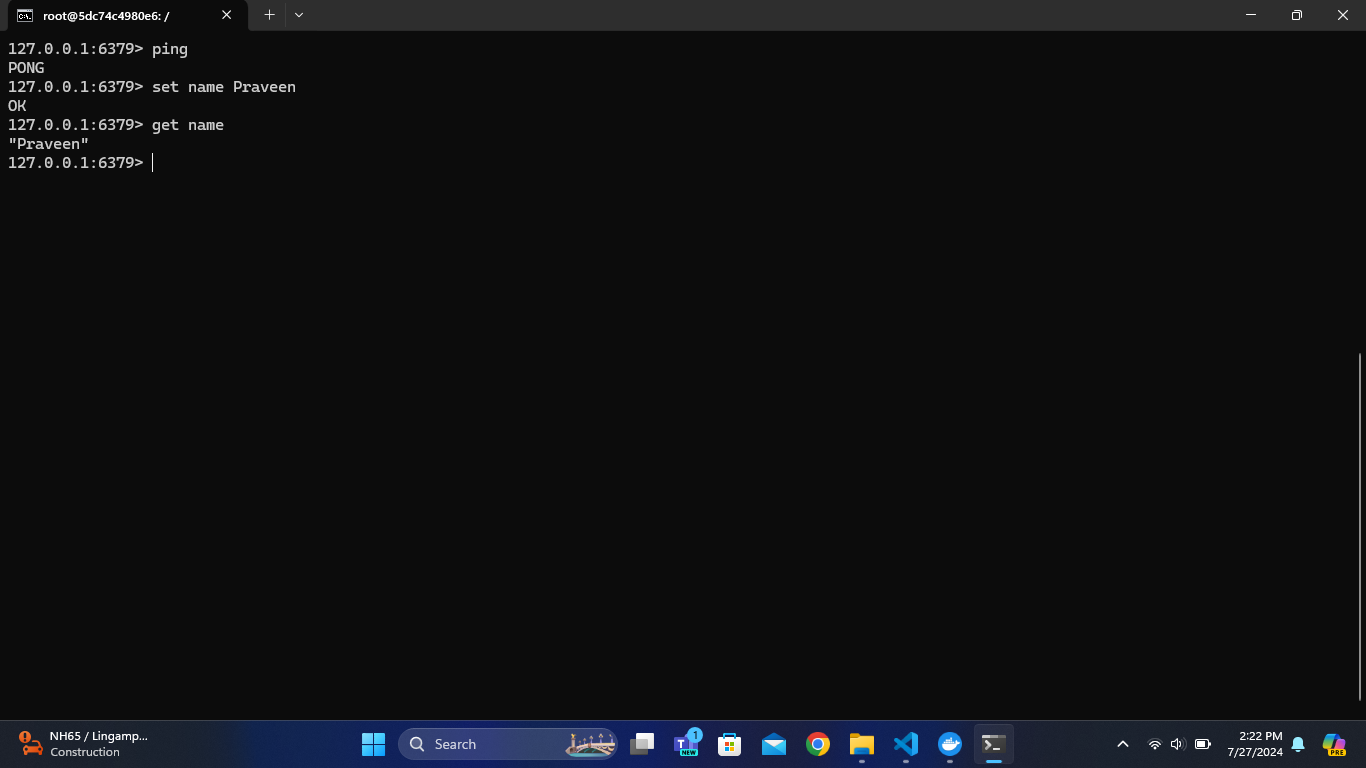 root@5dc74c4980e6: /
127.0.0.1:6379> ping
PONG
127.0.0.1:6379> set name Praveen
OK
127.0.0.1:6379> get name
"Praveen"
127.0.0.1:6379>
NH65 / Lingamp...
Construction
Search
1
T
NEW
2:22 PM
7/27/2024
PRE